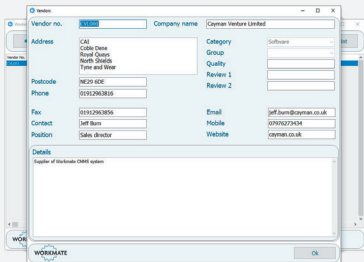 Vendors
Vendor no.
Company name
Cayman Venture Limited
Address
CAI
Coble Dene
Royal Quays
North Shields
Tyne and Wear
Category
Software
Group
Quality
Review 1
Review 2
Postcode
NE29 6DE
Phone
01912963816
Fax
01912963856
Email
jeff.burn@cayman.co.uk
Contact
Jeff Burn
Mobile
07976273434
Position
Sales director
Website
cayman.co.uk
Details
Supplier of Workmate CMMS system
WORKMATE
Ok